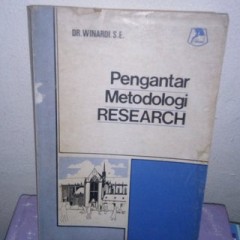 DR. WINARDI, S.E.
Pengantar
Metodologi
RESEARCH